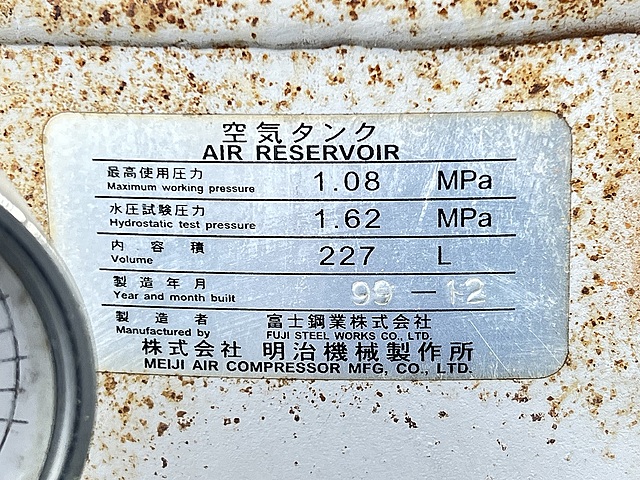 空気タンク
AIR RESERVOIR
最高使用圧力 1.08 MPa
Maximum working pressure
水圧試験圧力 1.62 MPa
Hydrostatic test pressure
内容積 227 L
Volume
製造年月 99-12
Year and month built
製造者 富士鋼業株式会社
Manufactured by FUJI STEEL WORKS CO., LTD.
株式会社 明治機械製作所
MEIJI AIR COMPRESSOR MFG, CO., LTD.